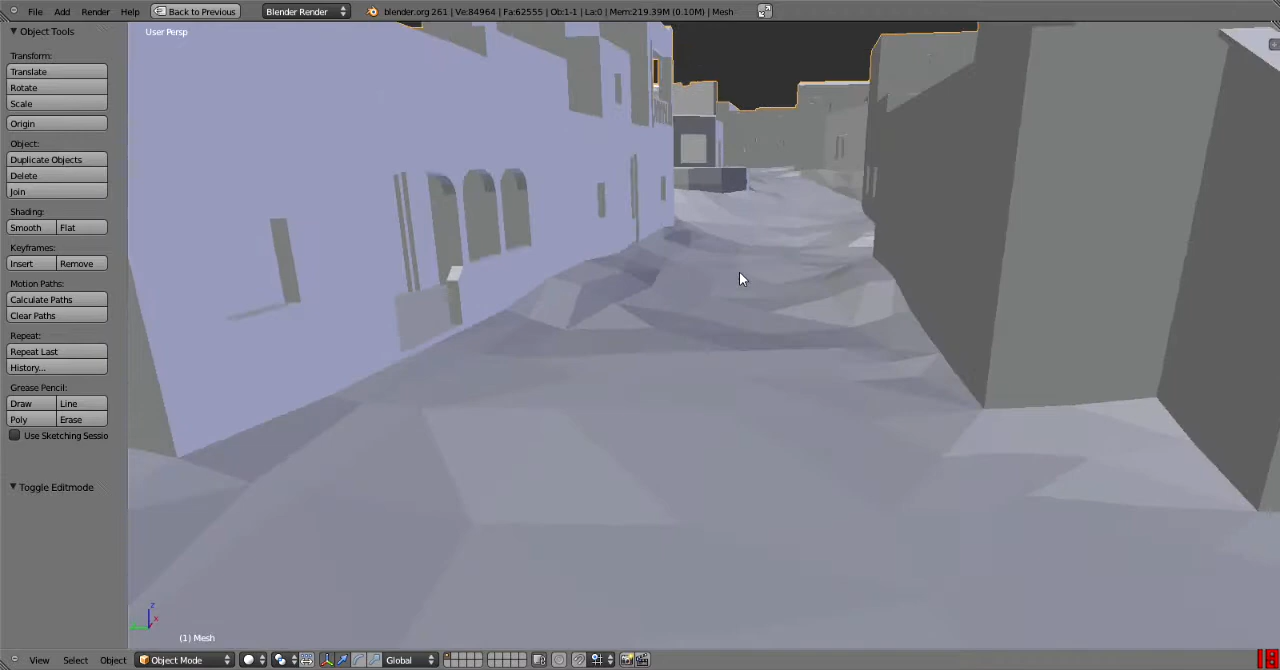 File Add Render Help Back to Previous Blender Render blender.org 261 | Ve:84964 | Fa:62555 | Ob:1-1 | La:0 | Mem:219.39M (0.10M) | Mesh
Object Tools
User Persp
Transform:
Translate
Rotate
Scale
Origin
Object:
Duplicate Objects
Delete
Join
Shading:
Smooth Flat
Keyframes:
Insert Remove
Motion Paths:
Calculate Paths
Clear Paths
Repeat:
Repeat Last
History...
Grease Pencil:
Draw Line
Poly Erase
Use Sketching Sessio
Toggle Editmode
z
x
(1) Mesh
View Select Object Object Mode Global
18